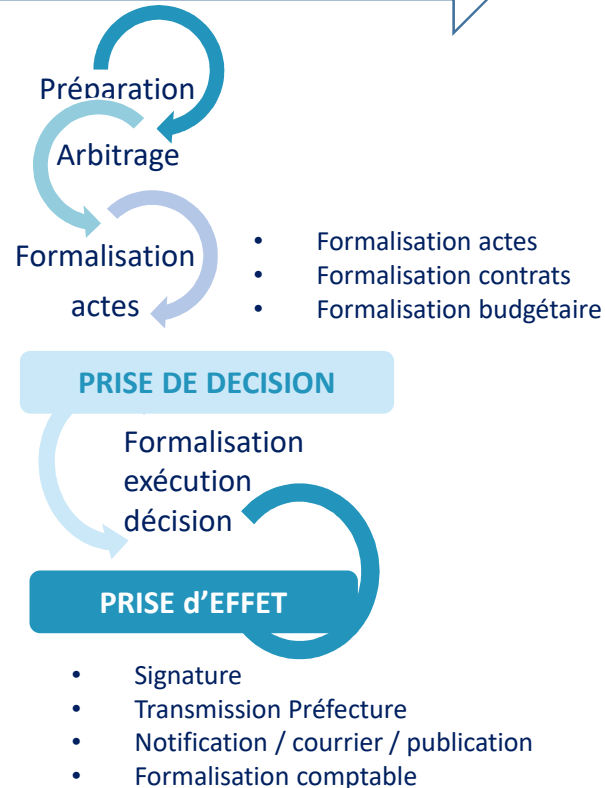 Préparation
Arbitrage
Formalisation
actes
• Formalisation actes
• Formalisation contrats
• Formalisation budgétaire
PRISE DE DECISION
Formalisation
exécution
décision
PRISE d'EFFET
• Signature
• Transmission Préfecture
• Notification / courrier / publication
• Formalisation comptable